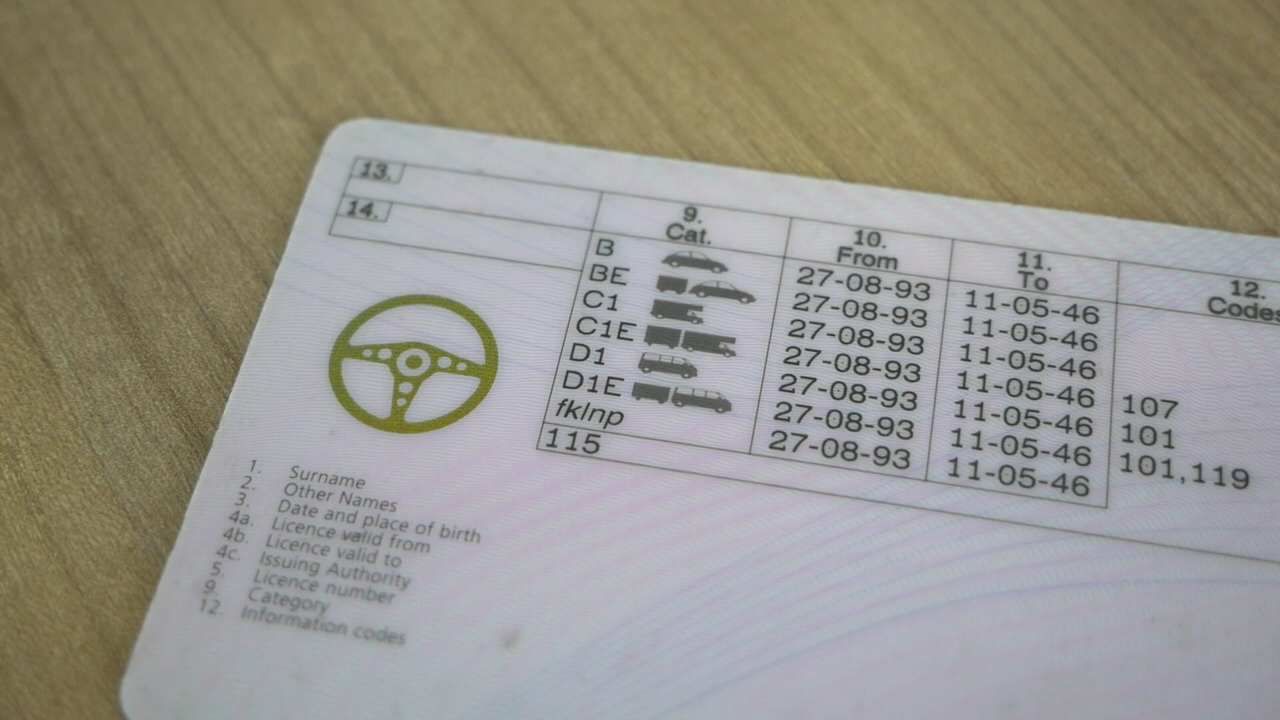 13.
14.
9. Cat. 10. From 11. To 12. Codes
B 27-08-93 11-05-46
BE 27-08-93 11-05-46
C1 27-08-93 11-05-46
C1E 27-08-93 11-05-46 107
D1 27-08-93 11-05-46 101
D1E 27-08-93 11-05-46 101,119
fklnp 27-08-93 11-05-46
115
1. Surname
2. Other Names
3. Date and place of birth
4a. Licence valid from
4b. Licence valid to
4c. Issuing Authority
5. Licence number
9. Category
12. Information codes